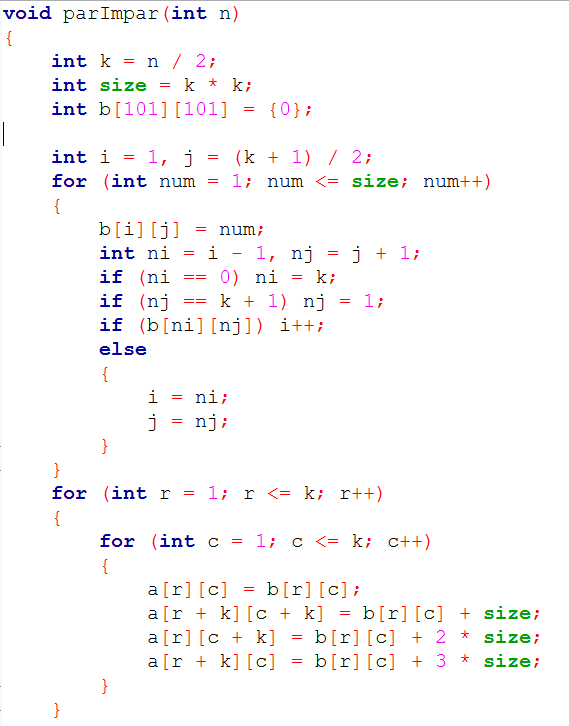 void parImpar(int n)
{
    int k = n / 2;
    int size = k * k;
    int b[101][101] = {0};

    int i = 1, j = (k + 1) / 2;
    for (int num = 1; num <= size; num++)
    {
        b[i][j] = num;
        int ni = i - 1, nj = j + 1;
        if (ni == 0) ni = k;
        if (nj == k + 1) nj = 1;
        if (b[ni][nj]) i++;
        else
        {
            i = ni;
            j = nj;
        }
    }
    for (int r = 1; r <= k; r++)
    {
        for (int c = 1; c <= k; c++)
        {
            a[r][c] = b[r][c];
            a[r + k][c + k] = b[r][c] + size;
            a[r][c + k] = b[r][c] + 2 * size;
            a[r + k][c] = b[r][c] + 3 * size;
        }
    }